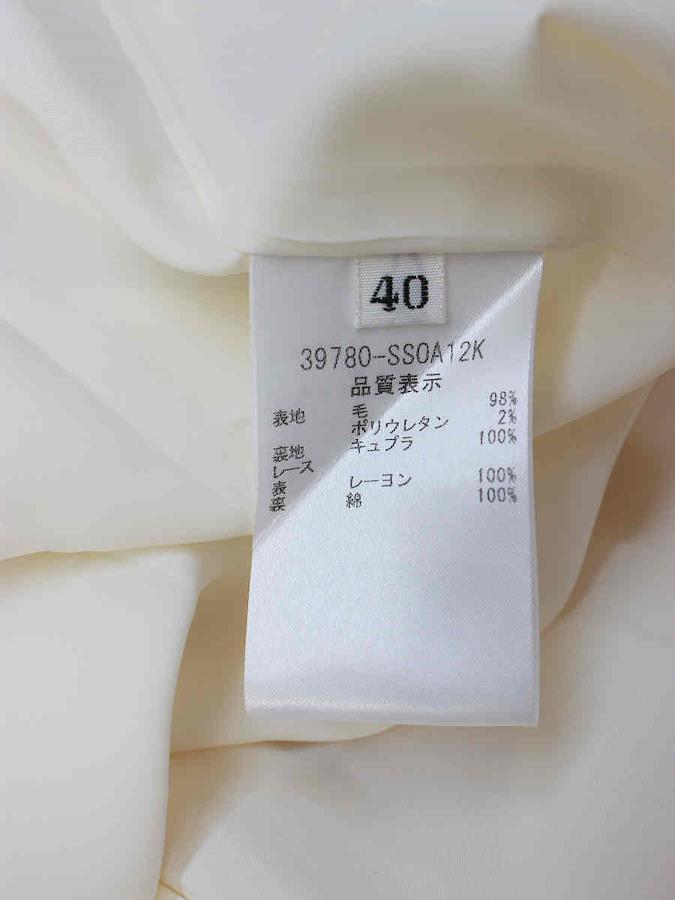 40
39780-SSOA12K
品質表示
表地 毛 98%
ポリウレタン 2%
裏地 キュプラ 100%
レース
表 レーヨン 100%
裏 綿 100%